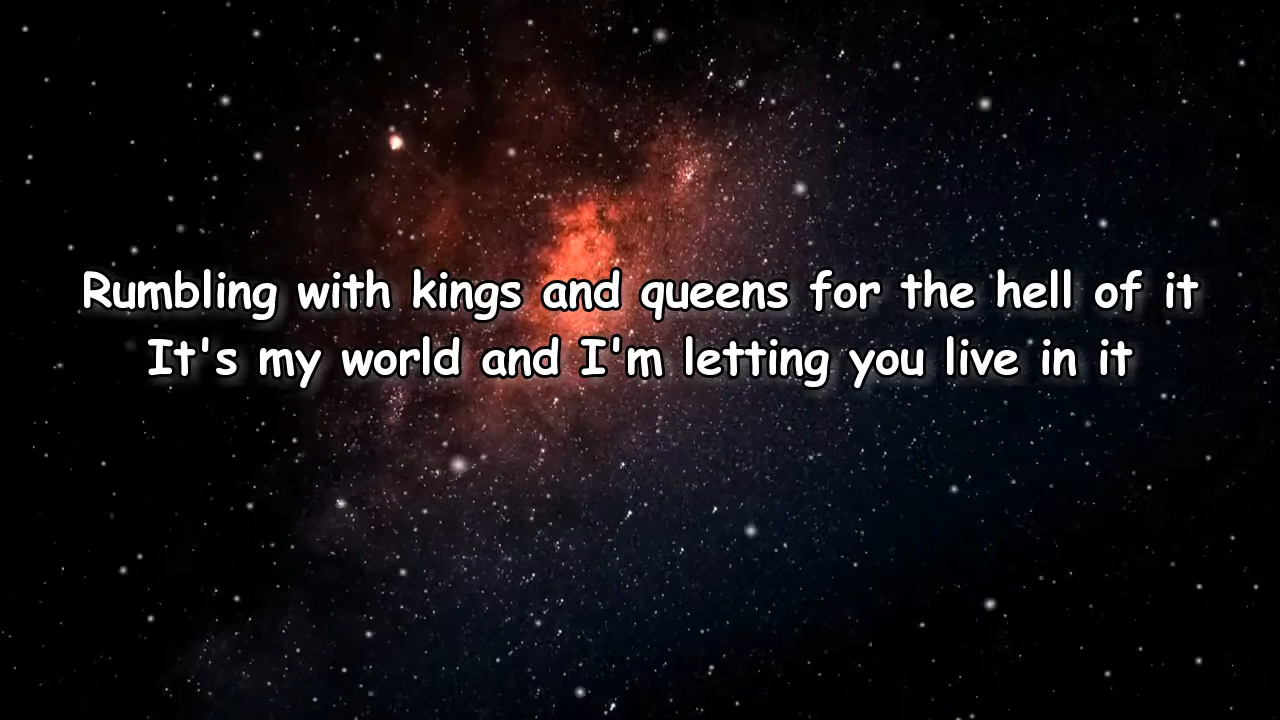 Rumbling with kings and queens for the hell of it
It's my world and I'm letting you live in it